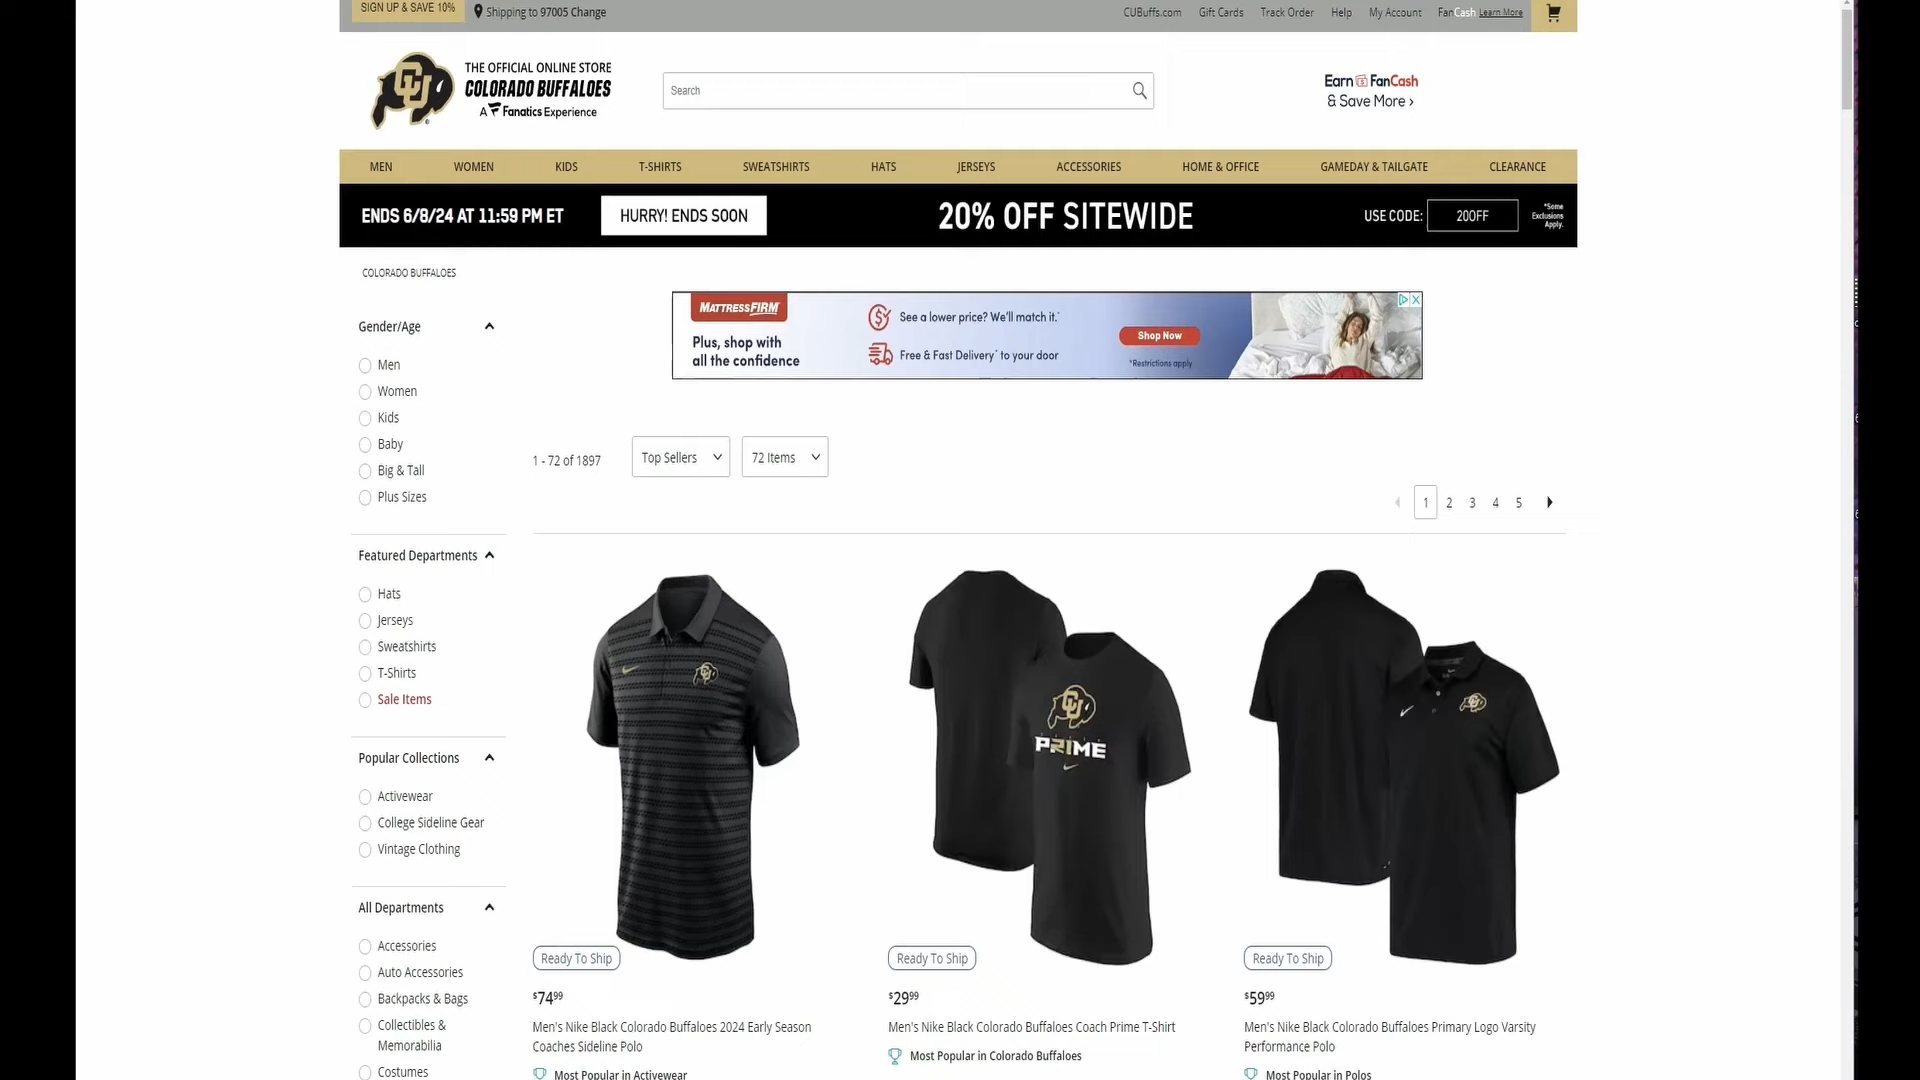 SIGN UP & SAVE 10%
Shipping to 97005 Change
CUBuffs.com
Gift Cards
Track Order
Help
My Account
FanCash Learn More
CU
THE OFFICIAL ONLINE STORE
COLORADO BUFFALOES
A Fanatics Experience
Search
Earn FanCash
& Save More ›
MEN
WOMEN
KIDS
T-SHIRTS
SWEATSHIRTS
HATS
JERSEYS
ACCESSORIES
HOME & OFFICE
GAMEDAY & TAILGATE
CLEARANCE
ENDS 6/8/24 AT 11:59 PM ET
HURRY! ENDS SOON
20% OFF SITEWIDE
USE CODE:
20OFF
*Some
Exclusions
Apply.
COLORADO BUFFALOES
MATTRESSFIRM
Plus, shop with
all the confidence
See a lower price? We'll match it.*
Free & Fast Delivery* to your door
Shop Now
*Restrictions apply
Gender/Age
Men
Women
Kids
Baby
Big & Tall
Plus Sizes
1 - 72 of 1897
Top Sellers
72 Items
1
2
3
4
5
Featured Departments
Hats
Jerseys
Sweatshirts
T-Shirts
Sale Items
Popular Collections
Activewear
College Sideline Gear
Vintage Clothing
All Departments
Accessories
Auto Accessories
Backpacks & Bags
Collectibles &
Memorabilia
Costumes
CU
PRIME
Ready To Ship
$74.99
Men's Nike Black Colorado Buffaloes 2024 Early Season
Coaches Sideline Polo
Most Popular in Activewear
Ready To Ship
$29.99
Men's Nike Black Colorado Buffaloes Coach Prime T-Shirt
Most Popular in Colorado Buffaloes
Ready To Ship
$59.99
Men's Nike Black Colorado Buffaloes Primary Logo Varsity
Performance Polo
Most Popular in Polos